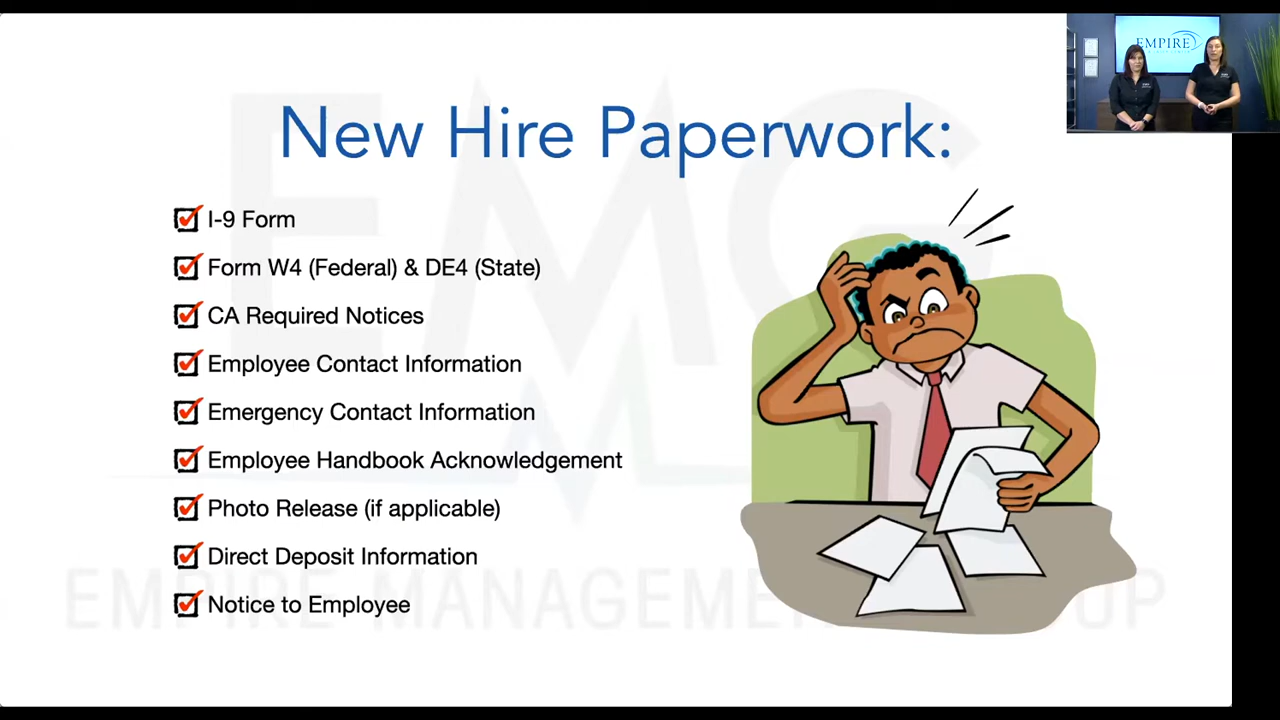 EMPIRE
New Hire Paperwork:
I-9 Form
Form W4 (Federal) & DE4 (State)
CA Required Notices
Employee Contact Information
Emergency Contact Information
Employee Handbook Acknowledgement
Photo Release (if applicable)
Direct Deposit Information
Notice to Employee
EMG
EMPIRE MANAGEMENT GROUP